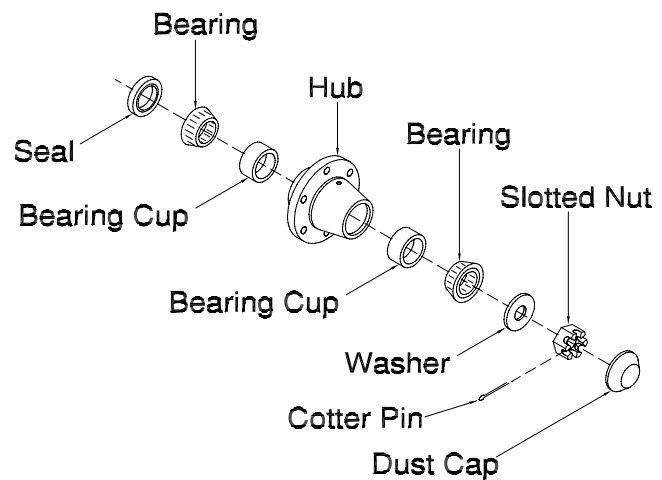 Bearing
Hub
Bearing
Seal
Slotted Nut
Bearing Cup
Bearing Cup
Washer
Cotter Pin
Dust Cap